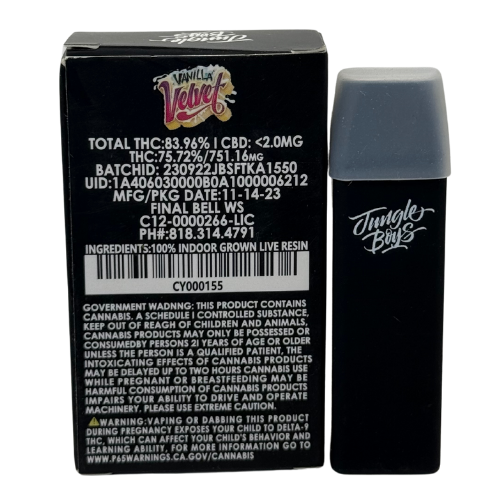 Jungle Boys
VANILLA
Velvet
TOTAL THC:83.96% | CBD: <2.0MG
THC:75.72%/751.16MG
BATCHID: 230922JBSFTKA1550
UID:1A406030000B0A1000006212
MFG/PKG DATE:11-14-23
FINAL BELL WS
C12-0000266-LIC
PH#:818.314.4791
INGREDIENTS:100% INDOOR GROWN LIVE RESIN
CY000155
GOVERNMENT WADNNG: THIS PRODUCT CONTAINS
CANNABIS. A SCHEDULE I CONTROLLED SUBSTANCE,
KEEP OUT OF REAGH OF CHILDREN AND ANIMALS,
CANNABIS PRODUCTS MAY ONLY BE POSSESSED OR
CONSUMEDBY PERSONS 21 YEARS OF AGE OR OLDER
UNLESS THE PERSON IS A QUALIFIED PATIENT, THE
INTOXICATING EFFECTS OF CANNABIS PRODUCTS
MAY BE DELAYED UP TO TWO HOURS CANNABIS USE
WHILE PREGNANT OR BREASTFEEDING MAY BE
HARMFUL CONSUMPTION OF CANNABIS PRODUCTS
IMPAIRS YOUR ABILITY TO DRIVE AND OPERATE
MACHINERY. PLEASE USE EXTREME CAUTION.
WARNING:VAPING OR DABBING THIS PRODUCT
DURING PREGNANCY EXPOSES YOUR CHILD TO DELTA-9
THC, WHICH CAN AFFECT YOUR CHILD'S BEHAVIOR AND
LEARNING ABILITY, FOR MORE INFORMATION GO TO
WWW.P65WARNINGS.CA.GOV/CANNABIS
Jungle
Boys